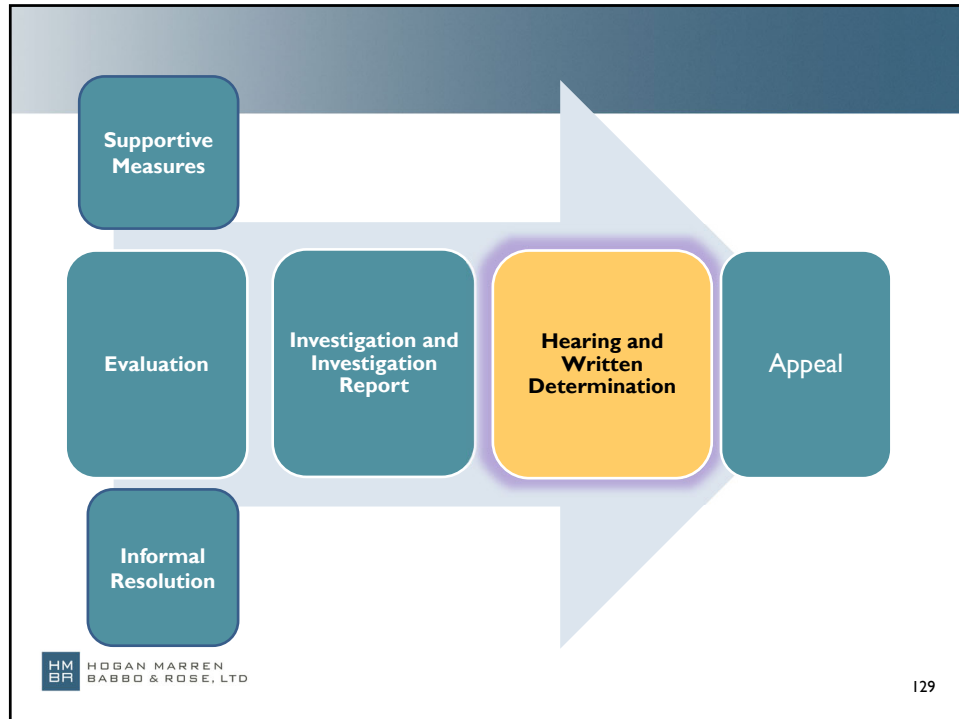 Supportive
Measures
Evaluation
Investigation and
Investigation
Report
Hearing and
Written
Determination
Appeal
Informal
Resolution
HM
BR
HOGAN MARREN
BABBO & ROSE, LTD
129